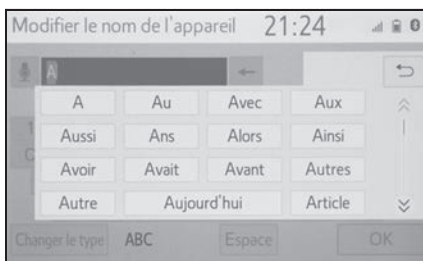 Modifier le nom de l'appareil 21:24
A
A Au Avec Aux
Aussi Ans Alors Ainsi
Avoir Avait Avant Autres
Autre Aujourd'hui Article
Changer le type ABC Espace OK